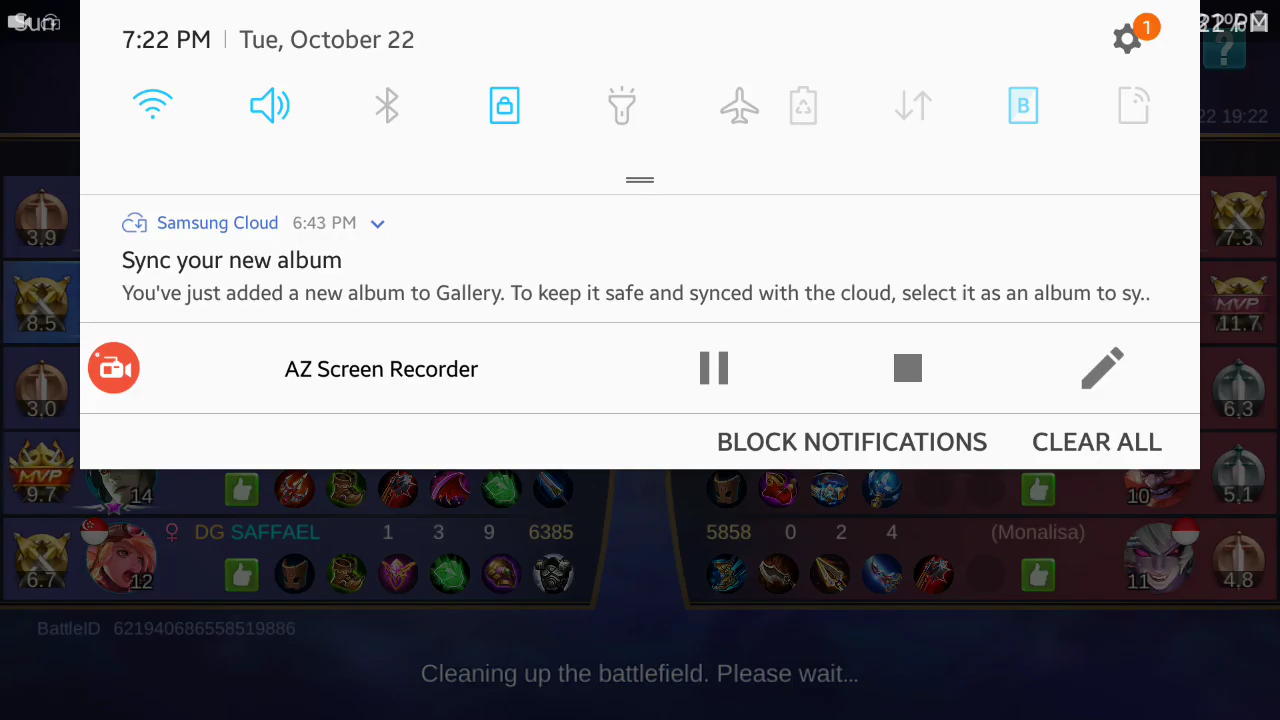 7:22 PM | Tue, October 22
1
B
22 19:22
Samsung Cloud 6:43 PM
Sync your new album
You've just added a new album to Gallery. To keep it safe and synced with the cloud, select it as an album to sy..
AZ Screen Recorder
BLOCK NOTIFICATIONS CLEAR ALL
3.9
7.3
8.5
MVP
11.7
3,0
6,3
MVP
9.7
14
10
5,1
DG SAFFAEL 1 3 9 6385
5858 0 2 4 (Monalisa)
6.7
12
11
4.8
BattleID 621940686558519886
Cleaning up the battlefield. Please wait...